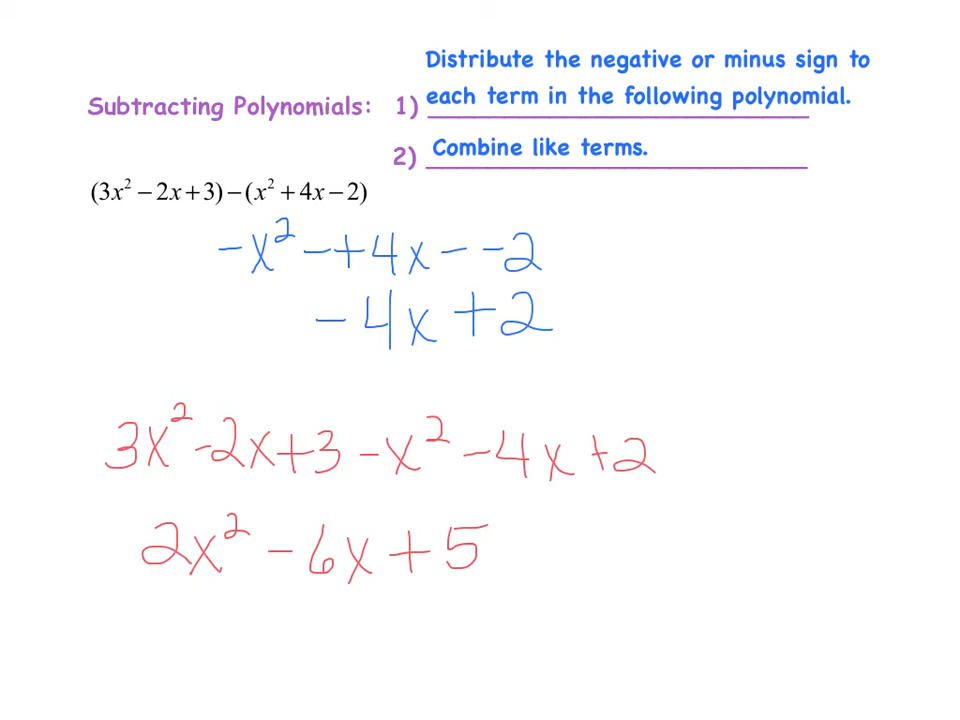 Distribute the negative or minus sign to
Subtracting Polynomials: 1) each term in the following polynomial.
2) Combine like terms.
(3x² − 2x + 3) − (x² + 4x − 2)
-x² - +4x - -2
-4x +2
3x² -2x +3 -x² -4x +2
2x² -6x +5